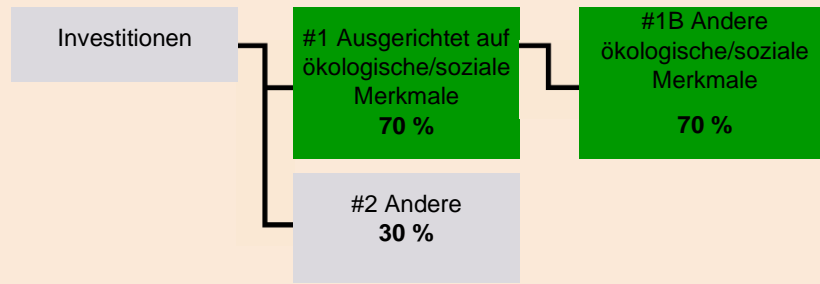 Investitionen
#1 Ausgerichtet auf
ökologische/soziale
Merkmale
70 %
#1B Andere
ökologische/soziale
Merkmale
70 %
#2 Andere
30 %